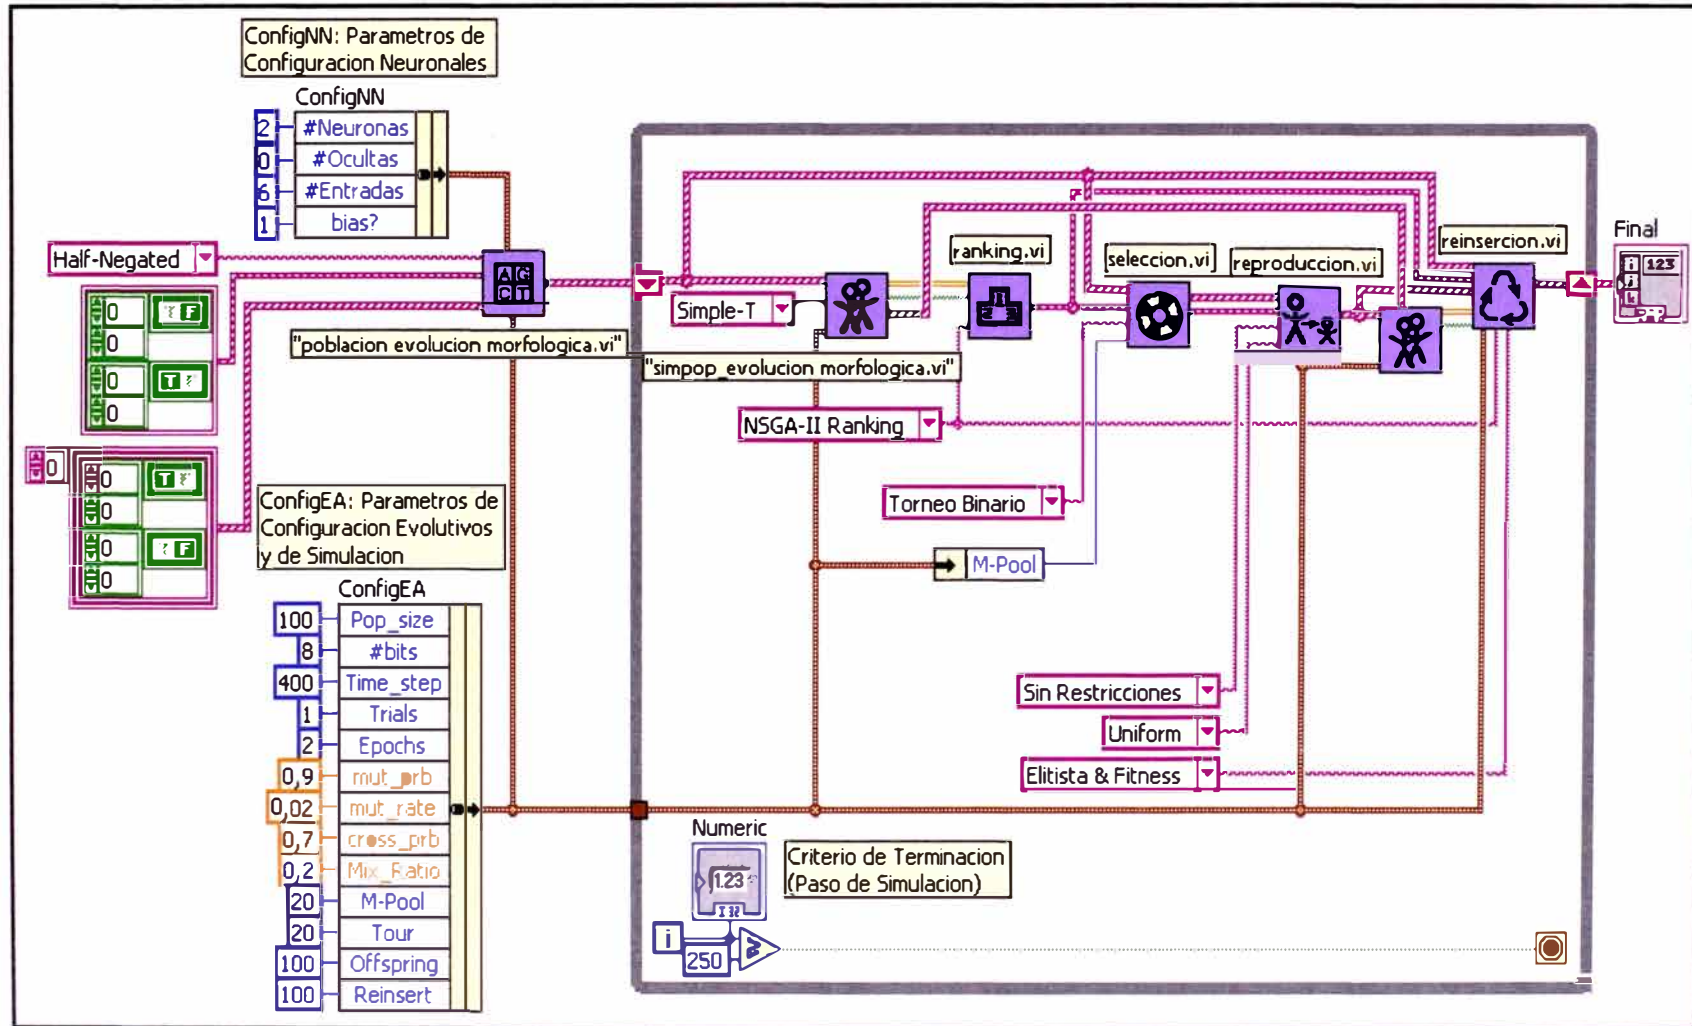 ConfigNN: Parametros de
Configuracion Neuronales
ConfigNN
2 #Neuronas
0 #Ocultas
6 #Entradas
1 bias?
Half-Negated
0 F
0
0 T
0
"poblacion evolucion morfologica.vi"
0
0 T
0
0 F
0
ConfigEA: Parametros de
Configuracion Evolutivos
y de Simulacion
ConfigEA
100 Pop_size
8 #bits
400 Time_step
1 Trials
2 Epochs
0,9 mut_prb
0,02 mut_rate
0,7 cross_prb
0,2 Mix_Ratio
20 M-Pool
20 Tour
100 Offspring
100 Reinsert
A G
C T
Simple-T
"simpop_evolucion morfologica.vi"
ranking.vi
seleccion.vi
reproduccion.vi
reinsercion.vi
Final
i 123
j
k
NSGA-II Ranking
Torneo Binario
M-Pool
Sin Restricciones
Uniform
Elitista & Fitness
Numeric
1.23
I32
Criterio de Terminacion
(Paso de Simulacion)
i
250